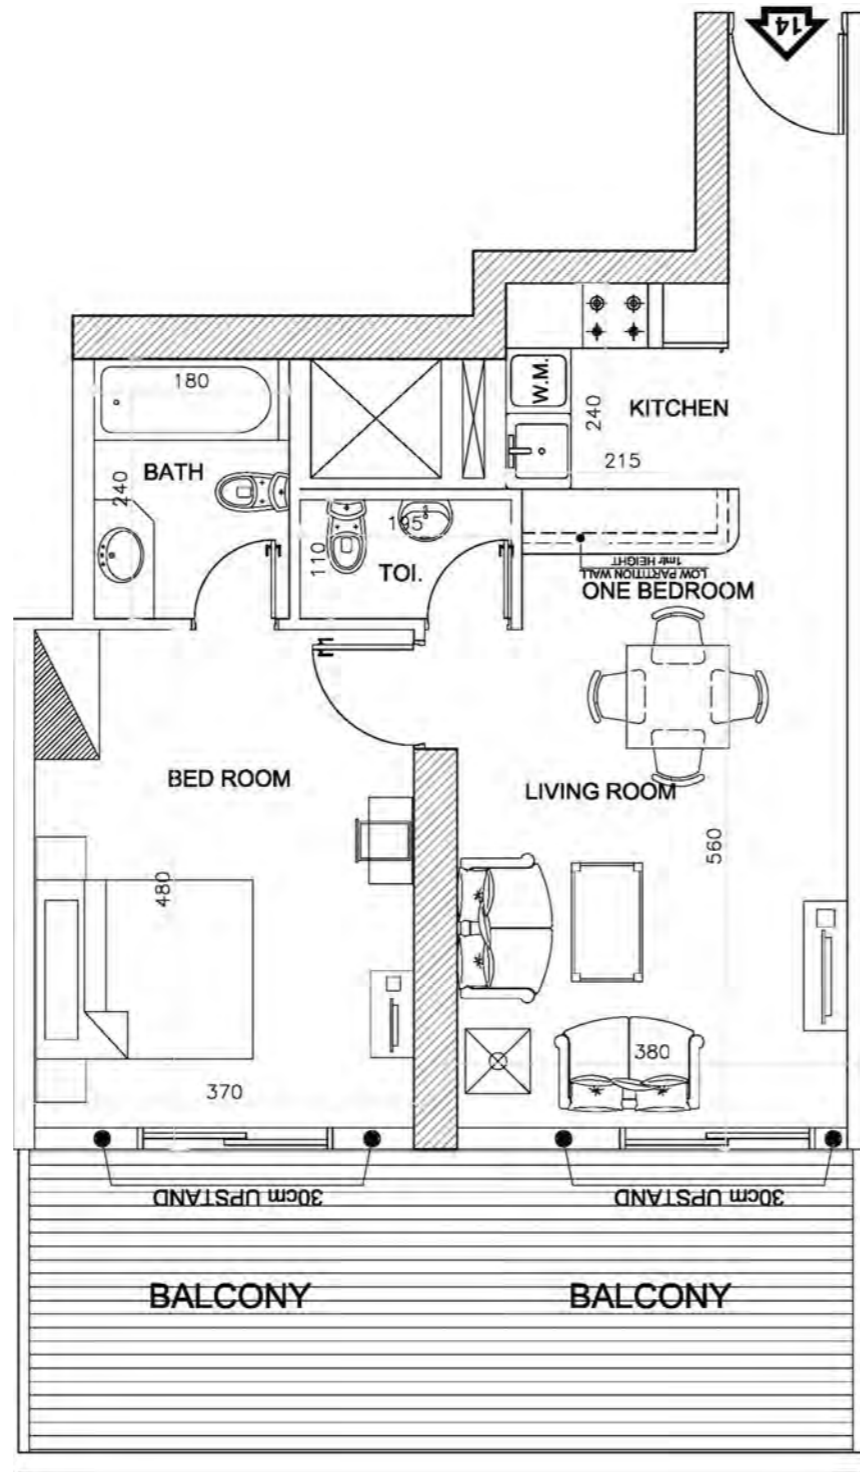 14
180
W.M.
240
KITCHEN
BATH
215
240
195
110
TOI.
1mtr HEIGHT
LOW PARTITION WALL
ONE BEDROOM
BED ROOM
LIVING ROOM
560
480
380
370
30cm UPSTAND
30cm UPSTAND
BALCONY
BALCONY